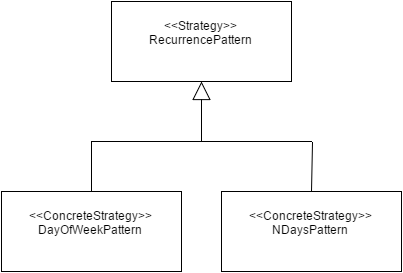 <<Strategy>>
RecurrencePattern
<<ConcreteStrategy>>
DayOfWeekPattern
<<ConcreteStrategy>>
NDaysPattern